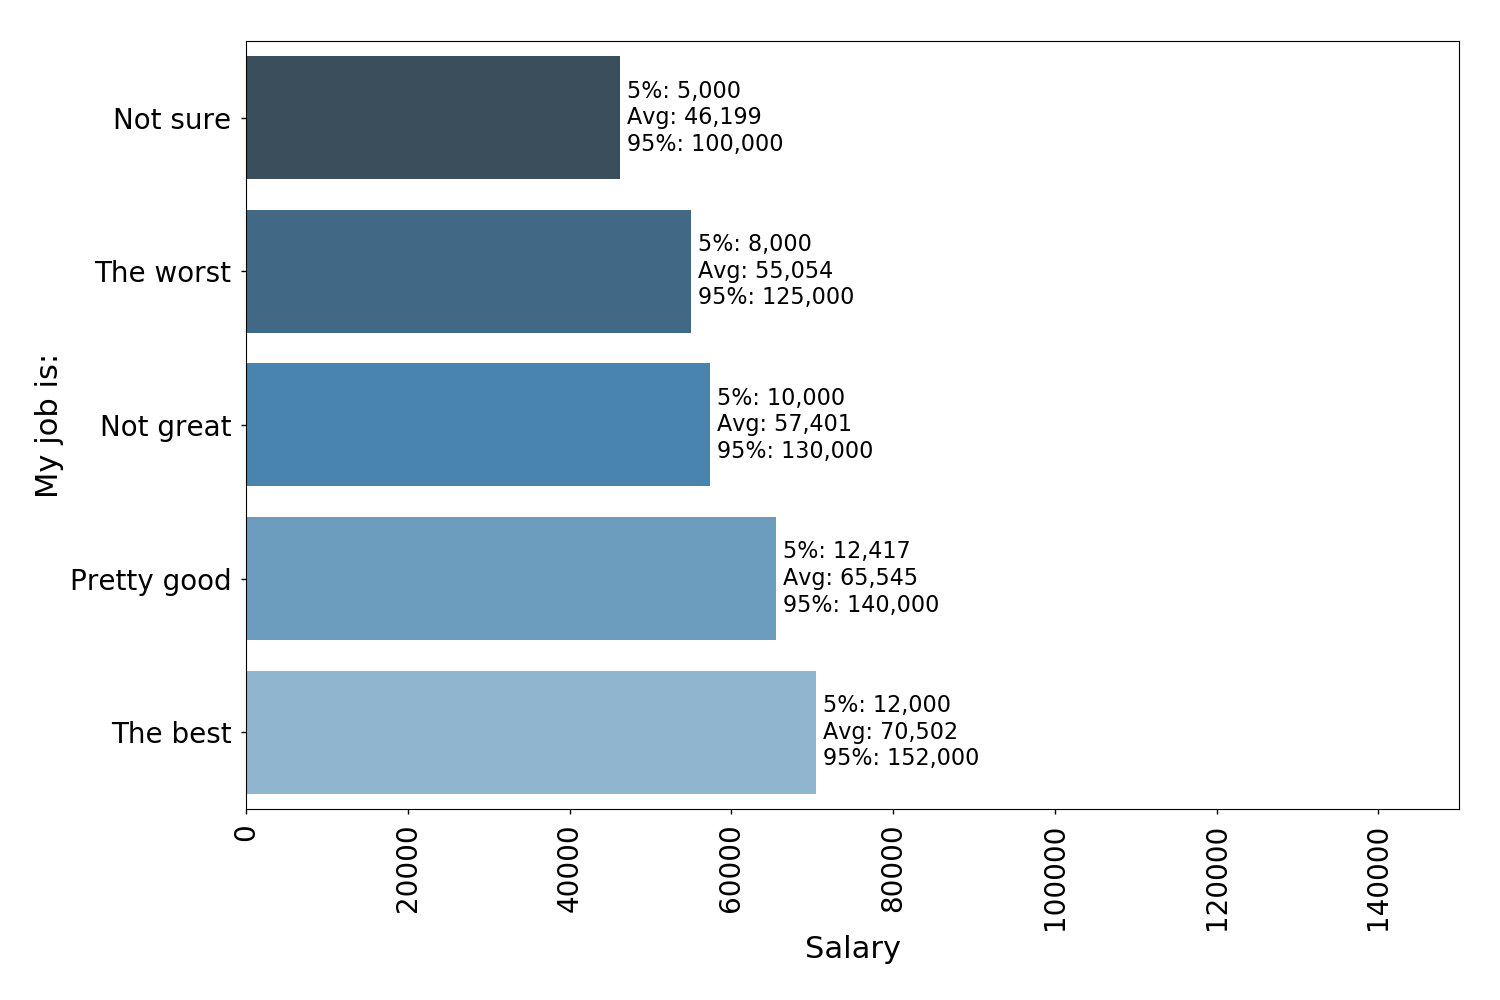 My job is:
Not sure
5%: 5,000
Avg: 46,199
95%: 100,000
The worst
5%: 8,000
Avg: 55,054
95%: 125,000
Not great
5%: 10,000
Avg: 57,401
95%: 130,000
Pretty good
5%: 12,417
Avg: 65,545
95%: 140,000
The best
5%: 12,000
Avg: 70,502
95%: 152,000
0
20000
40000
60000
80000
100000
120000
140000
Salary